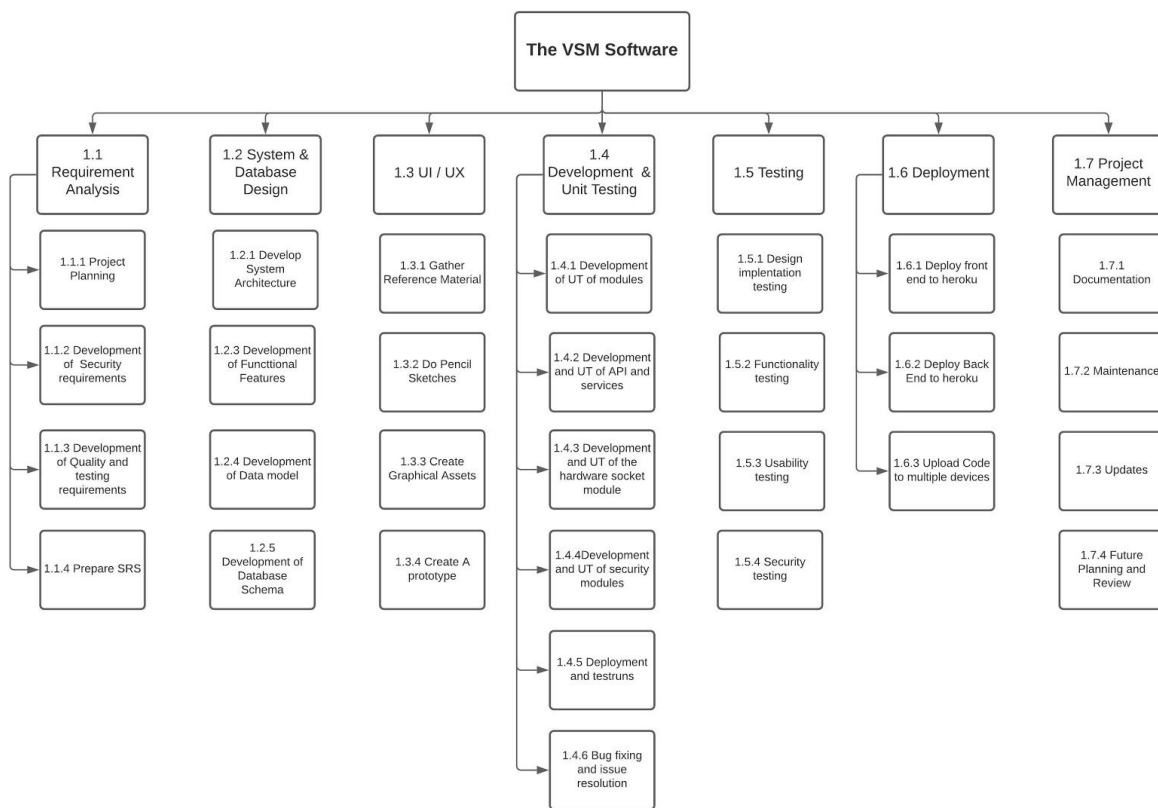 The VSM Software
1.1
Requirement
Analysis
1.2 System &
Database
Design
1.3 UI / UX
1.4
Development &
Unit Testing
1.5 Testing
1.6 Deployment
1.7 Project
Management
1.1.1 Project
Planning
1.1.2 Development
of Security
requirements
1.1.3 Development
of Quality and
testing
requirements
1.1.4 Prepare SRS
1.2.1 Develop
System
Architecture
1.2.3 Development
of Functtional
Features
1.2.4 Development
of Data model
1.2.5
Development of
Database
Schema
1.3.1 Gather
Reference Material
1.3.2 Do Pencil
Sketches
1.3.3 Create
Graphical Assets
1.3.4 Create A
prototype
1.4.1 Development
of UT of modules
1.4.2 Development
and UT of API and
services
1.4.3 Development
and UT of the
hardware socket
module
1.4.4Development
and UT of security
modules
1.4.5 Deployment
and testruns
1.4.6 Bug fixing
and issue
resolution
1.5.1 Design
implentation
testing
1.5.2 Functionality
testing
1.5.3 Usability
testing
1.5.4 Security
testing
1.6.1 Deploy front
end to heroku
1.6.2 Deploy Back
End to heroku
1.6.3 Upload Code
to multiple devices
1.7.1
Documentation
1.7.2 Maintenance
1.7.3 Updates
1.7.4 Future
Planning and
Review